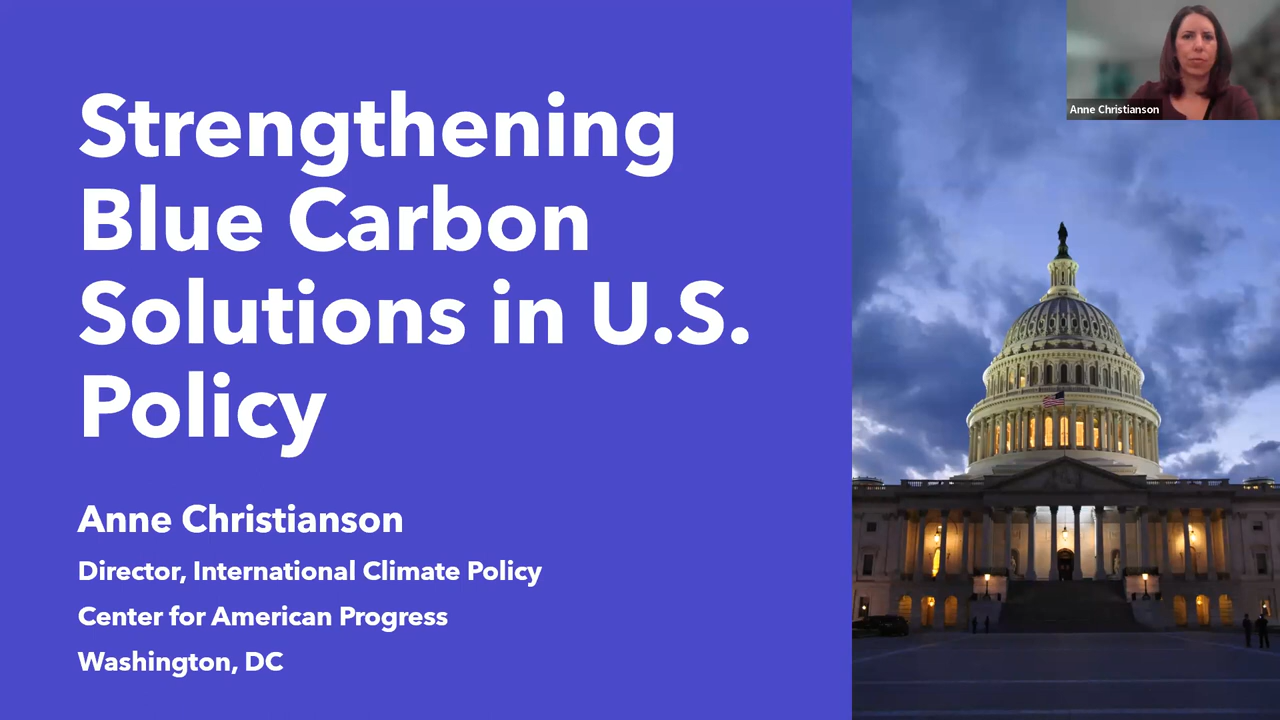 Strengthening
Blue Carbon
Solutions in U.S.
Policy
Anne Christianson
Director, International Climate Policy
Center for American Progress
Washington, DC
Anne Christianson